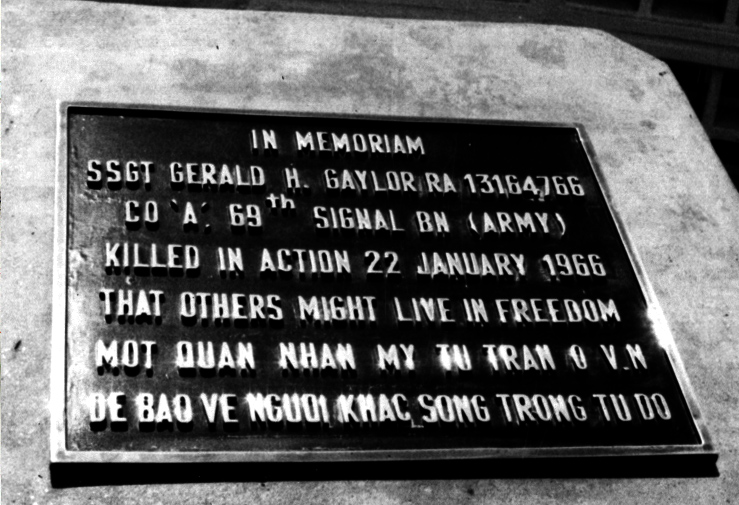 IN MEMORIAM
SSGT GERALD H. GAYLOR RA 13164766
CO 'A' 69th SIGNAL BN (ARMY)
KILLED IN ACTION 22 JANUARY 1966
THAT OTHERS MIGHT LIVE IN FREEDOM
MOT QUAN NHAN MY TU TRAN O V.N
DE BAO VE NGUOI KHAC SONG TRONG TU DO